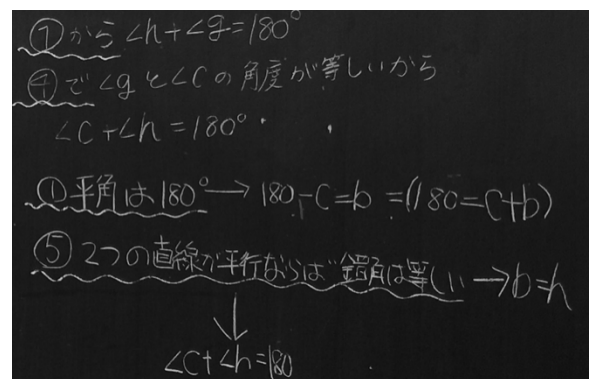 ⑦から∠h+∠g=180°
④で∠gと∠cの角度が等しいから
∠c+∠h=180°
①平角は180°→180-c=b =(180=c+b)
⑤2つの直線が平行ならば錯角は等しい→b=h
↓
∠c+∠h=180